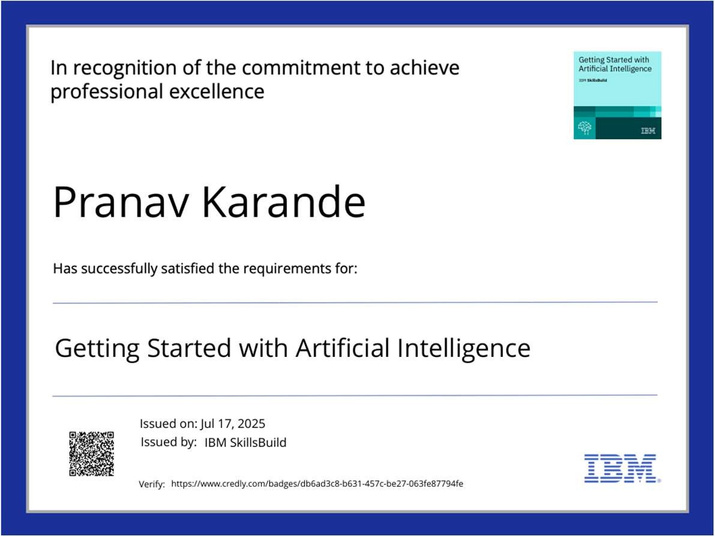 In recognition of the commitment to achieve
professional excellence
Getting Started with
Artificial Intelligence
IBM SkillsBuild
IBM
Pranav Karande
Has successfully satisfied the requirements for:
Getting Started with Artificial Intelligence
Issued on: Jul 17, 2025
Issued by: IBM SkillsBuild
Verify: https://www.credly.com/badges/db6ad3c8-b631-457c-be27-063fe87794fe
IBM®